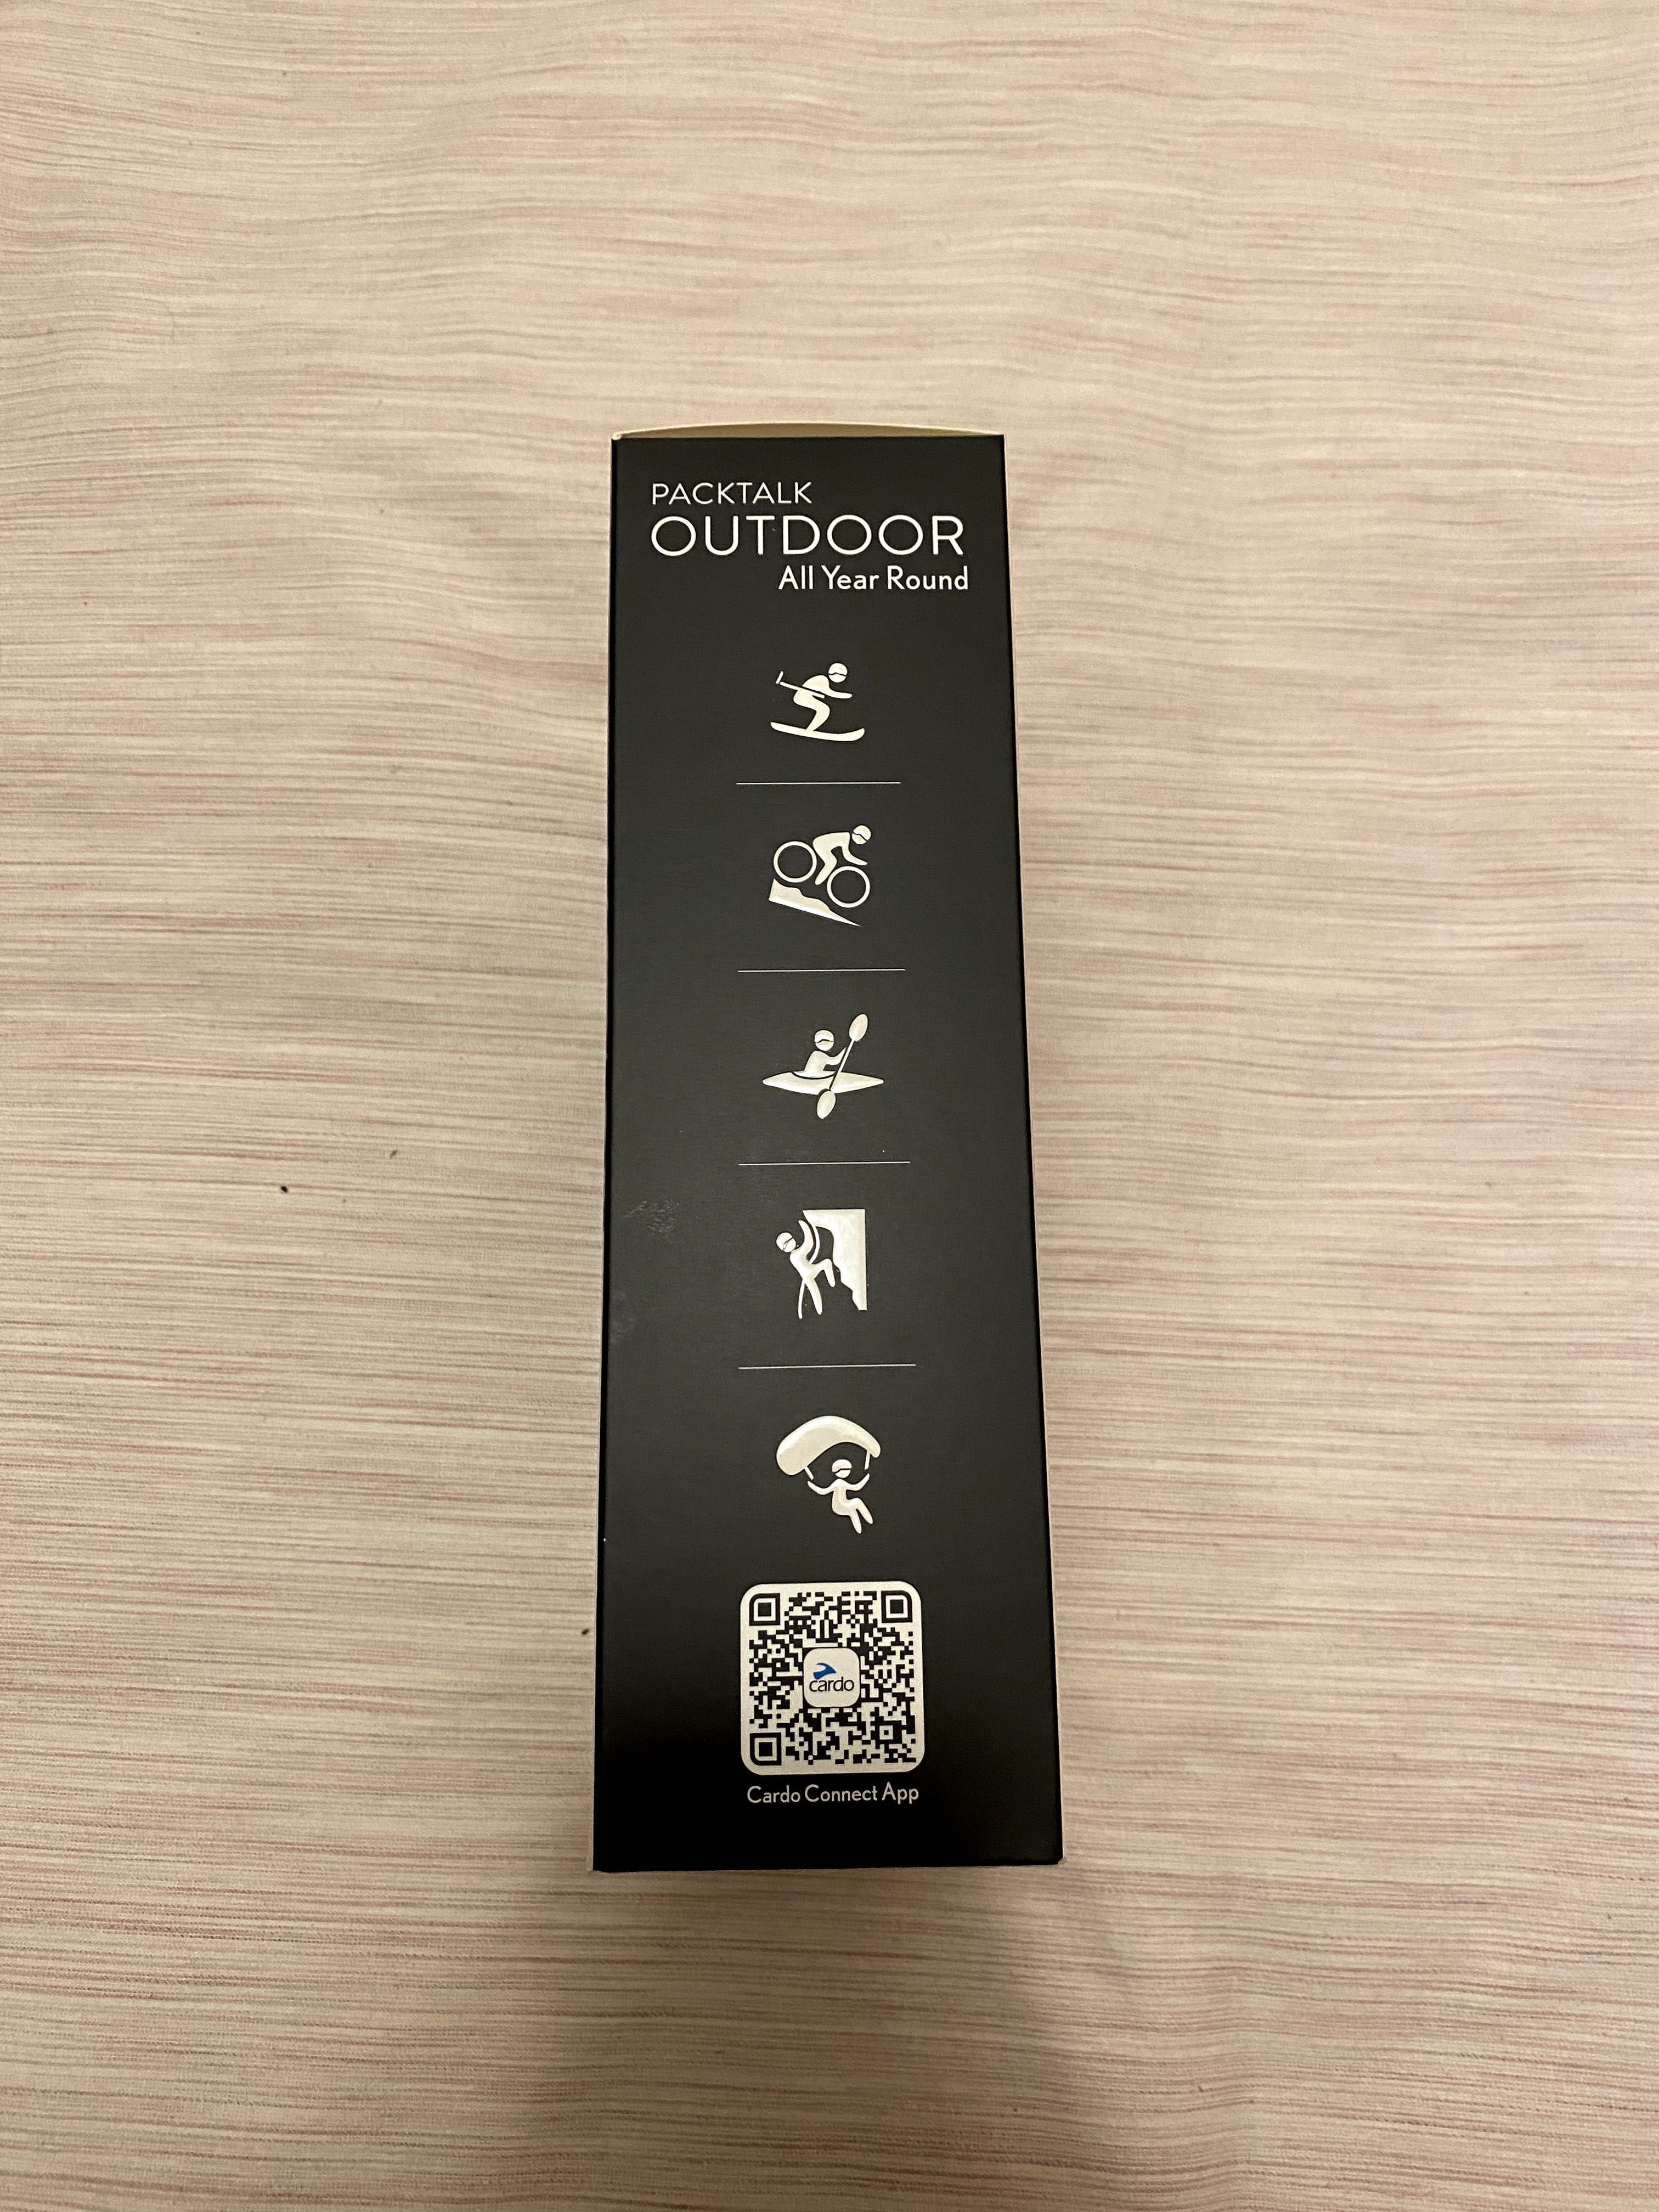 PACKTALK
OUTDOOR
All Year Round
cardo
Cardo Connect App